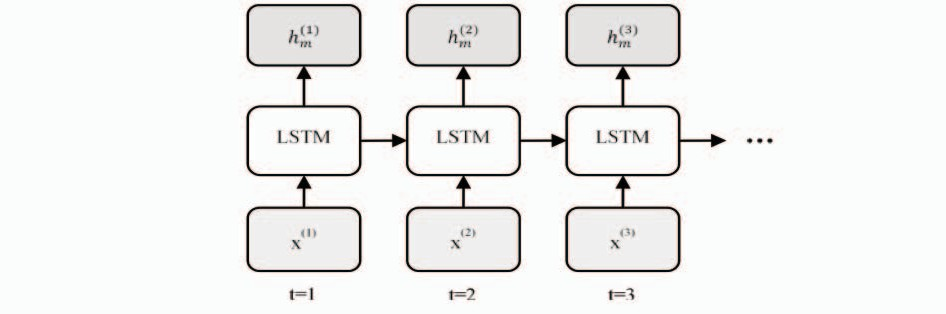 h_m^(1) h_m^(2) h_m^(3)
LSTM LSTM LSTM ...
x^(1) x^(2) x^(3)
t=1 t=2 t=3